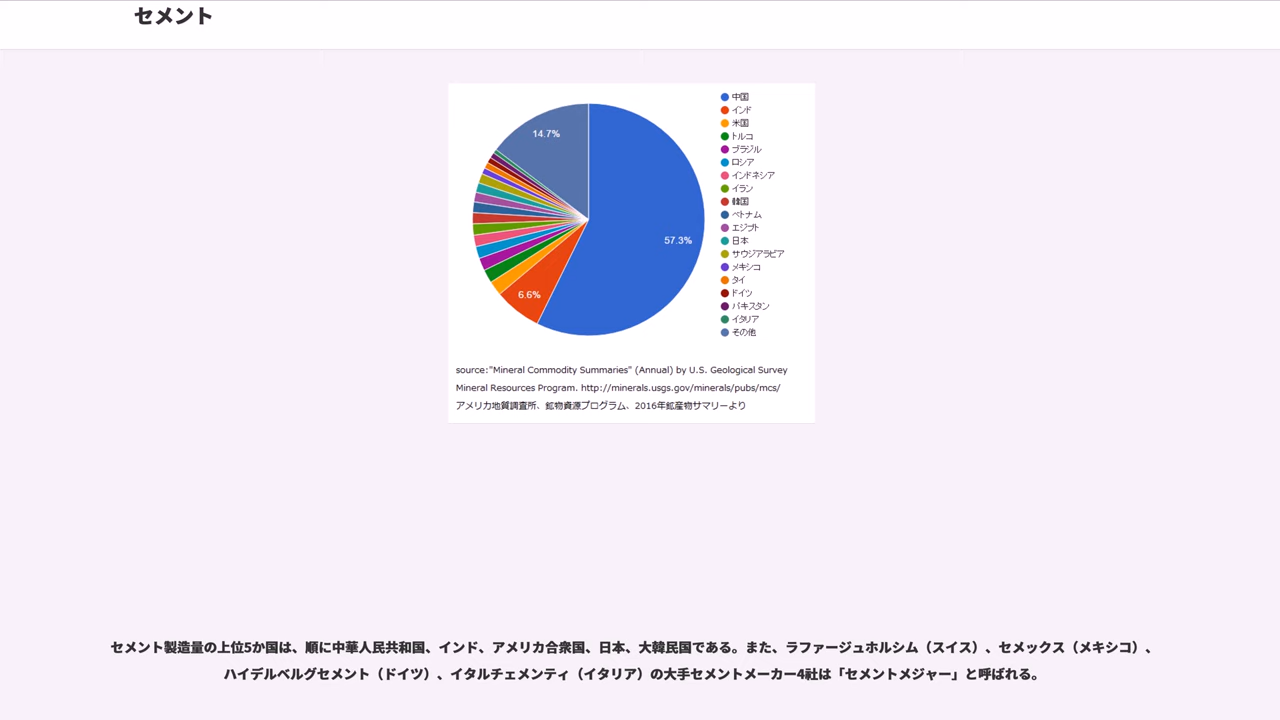 セメント
14.7%
57.3%
6.6%
中国
インド
米国
トルコ
ブラジル
ロシア
インドネシア
イラン
韓国
ベトナム
エジプト
日本
サウジアラビア
メキシコ
タイ
ドイツ
パキスタン
イタリア
その他
source:"Mineral Commodity Summaries" (Annual) by U.S. Geological Survey
Mineral Resources Program. http://minerals.usgs.gov/minerals/pubs/mcs/
アメリカ地質調査所、鉱物資源プログラム、2016年鉱産物サマリーより
セメント製造量の上位5か国は、順に中華人民共和国、インド、アメリカ合衆国、日本、大韓民国である。また、ラファージュホルシム（スイス）、セメックス（メキシコ）、
ハイデルベルグセメント（ドイツ）、イタルチェメンティ（イタリア）の大手セメントメーカー4社は「セメントメジャー」と呼ばれる。